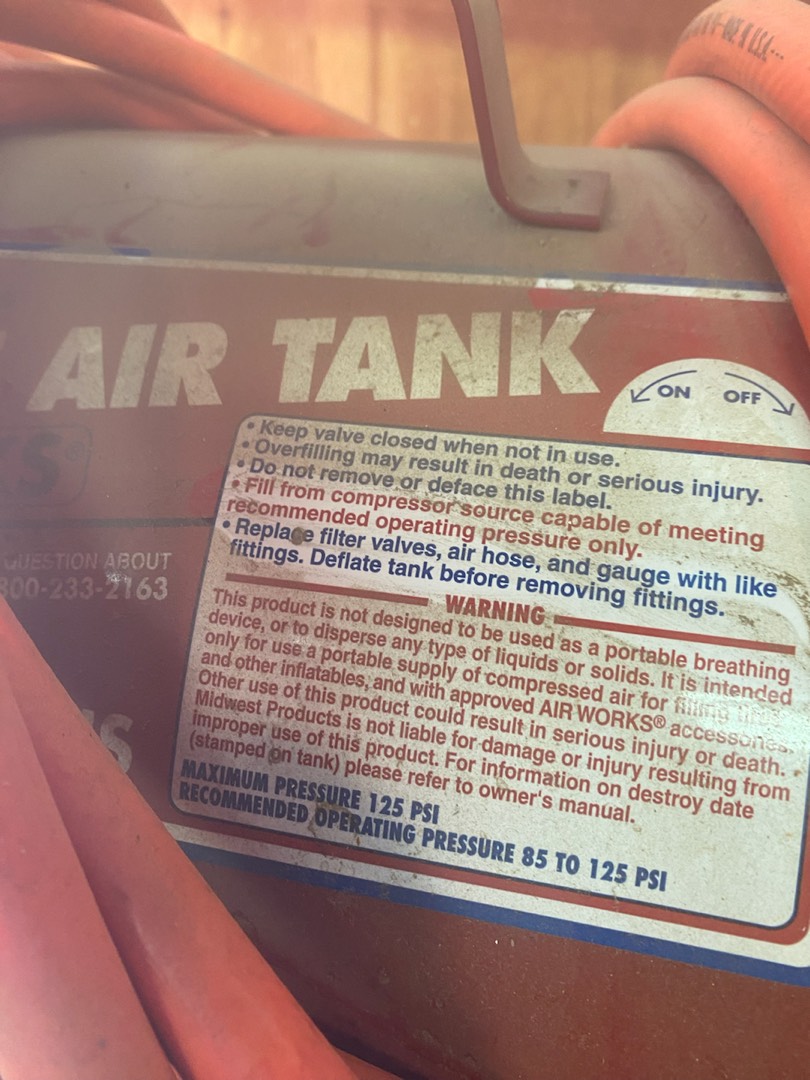 AIR TANK
ON OFF
S
• Keep valve closed when not in use.
• Overfilling may result in death or serious injury.
• Do not remove or deface this label.
• Fill from compressor source capable of meeting
recommended operating pressure only.
• Replace filter valves, air hose, and gauge with like
fittings. Deflate tank before removing fittings.
QUESTION ABOUT
800-233-2163
WARNING
This product is not designed to be used as a portable breathing
device, or to disperse any type of liquids or solids. It is intended
only for use a portable supply of compressed air for filling tires
and other inflatables, and with approved AIR WORKS® accessories.
Other use of this product could result in serious injury or death.
Midwest Products is not liable for damage or injury resulting from
improper use of this product. For information on destroy date
(stamped on tank) please refer to owner's manual.
MAXIMUM PRESSURE 125 PSI
RECOMMENDED OPERATING PRESSURE 85 TO 125 PSI